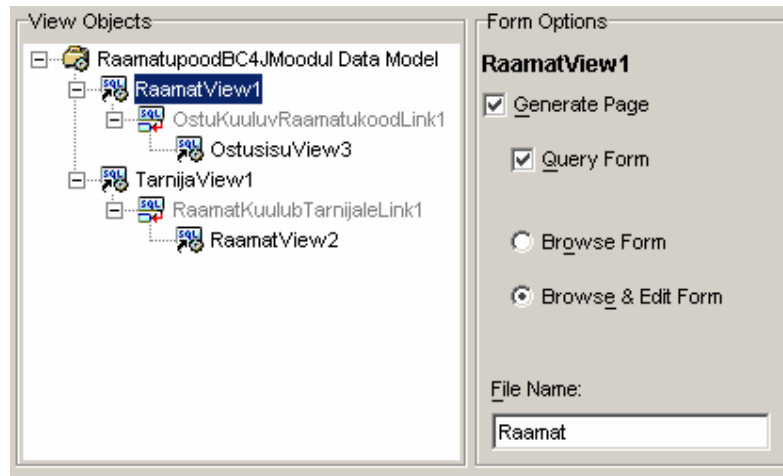 View Objects
RaamatupoodBC4JMoodul Data Model
RaamatView1
OstuKuuluvRaamatukoodLink1
OstusisuView3
TarnijaView1
RaamatKuulubTarnijaleLink1
RaamatView2
Form Options
RaamatView1
Generate Page
Query Form
Browse Form
Browse & Edit Form
File Name:
Raamat